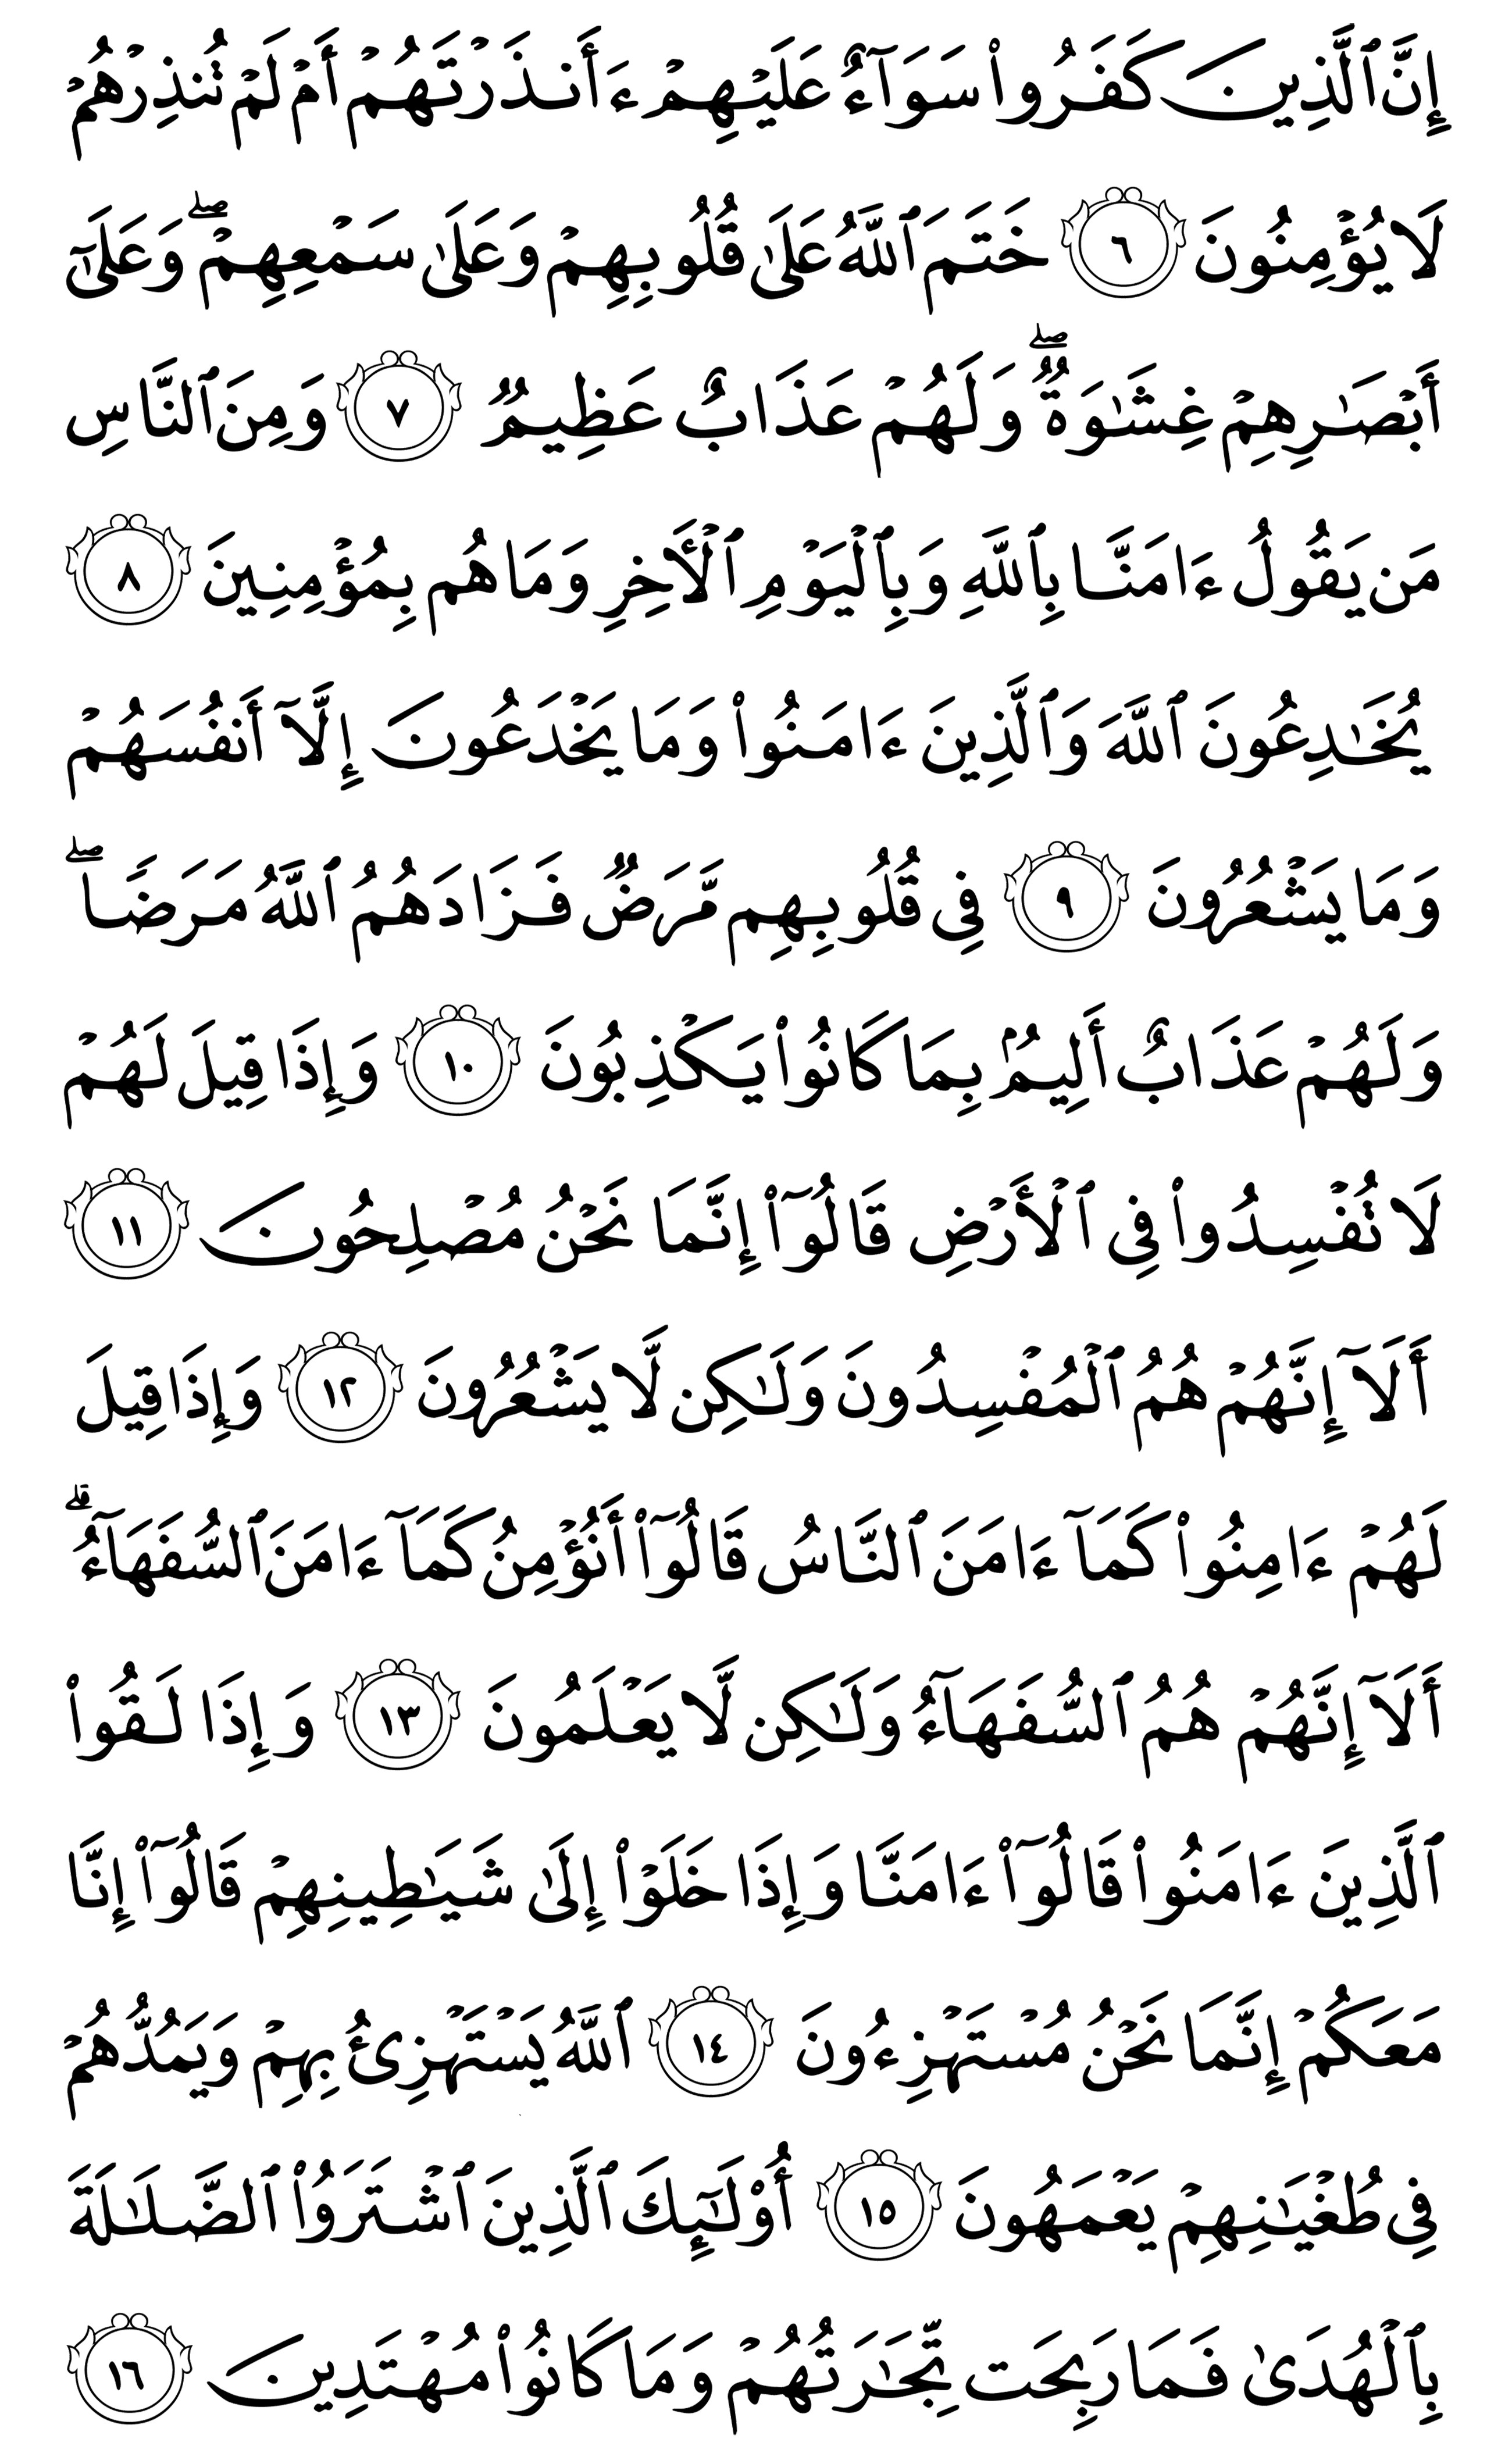 إِنَّ ٱلَّذِينَ كَفَرُوا۟ سَوَآءٌ عَلَيْهِمْ ءَأَنذَرْتَهُمْ أَمْ لَمْ تُنذِرْهُمْ
لَا يُؤْمِنُونَ ٦ خَتَمَ ٱللَّهُ عَلَىٰ قُلُوبِهِمْ وَعَلَىٰ سَمْعِهِمْ ۖ وَعَلَىٰٓ
أَبْصَـٰرِهِمْ غِشَـٰوَةٌ ۖ وَلَهُمْ عَذَابٌ عَظِيمٌ ٧ وَمِنَ ٱلنَّاسِ
مَن يَقُولُ ءَامَنَّا بِٱللَّهِ وَبِٱلْيَوْمِ ٱلْأَخِرِ وَمَا هُم بِمُؤْمِنِينَ ٨
يُخَـٰدِعُونَ ٱللَّهَ وَٱلَّذِينَ ءَامَنُوا۟ وَمَا يَخْدَعُونَ إِلَّآ أَنفُسَهُمْ
وَمَا يَشْعُرُونَ ٩ فِى قُلُوبِهِم مَّرَضٌ فَزَادَهُمُ ٱللَّهُ مَرَضًا ۖ
وَلَهُمْ عَذَابٌ أَلِيمٌۢ بِمَا كَانُوا۟ يَكْذِبُونَ ١٠ وَإِذَا قِيلَ لَهُمْ
لَا تُفْسِدُوا۟ فِى ٱلْأَرْضِ قَالُوٓا۟ إِنَّمَا نَحْنُ مُصْلِحُونَ ١١
أَلَآ إِنَّهُمْ هُمُ ٱلْمُفْسِدُونَ وَلَـٰكِن لَّا يَشْعُرُونَ ١٢ وَإِذَا قِيلَ
لَهُمْ ءَامِنُوا۟ كَمَآ ءَامَنَ ٱلنَّاسُ قَالُوٓا۟ أَنُؤْمِنُ كَمَآ ءَامَنَ ٱلسُّفَهَآءُ ۗ
أَلَآ إِنَّهُمْ هُمُ ٱلسُّفَهَآءُ وَلَـٰكِن لَّا يَعْلَمُونَ ١٣ وَإِذَا لَقُوا۟
ٱلَّذِينَ ءَامَنُوا۟ قَالُوٓا۟ ءَامَنَّا وَإِذَا خَلَوْا۟ إِلَىٰ شَيَـٰطِينِهِمْ قَالُوٓا۟ إِنَّا
مَعَكُمْ إِنَّمَا نَحْنُ مُسْتَهْزِءُونَ ١٤ ٱللَّهُ يَسْتَهْزِئُ بِهِمْ وَيَمُدُّهُمْ
فِى طُغْيَـٰنِهِمْ يَعْمَهُونَ ١٥ أُو۟لَـٰٓئِكَ ٱلَّذِينَ ٱشْتَرَوُا۟ ٱلضَّلَـٰلَةَ
بِٱلْهُدَىٰ فَمَا رَبِحَت تِّجَـٰرَتُهُمْ وَمَا كَانُوا۟ مُهْتَدِينَ ١٦